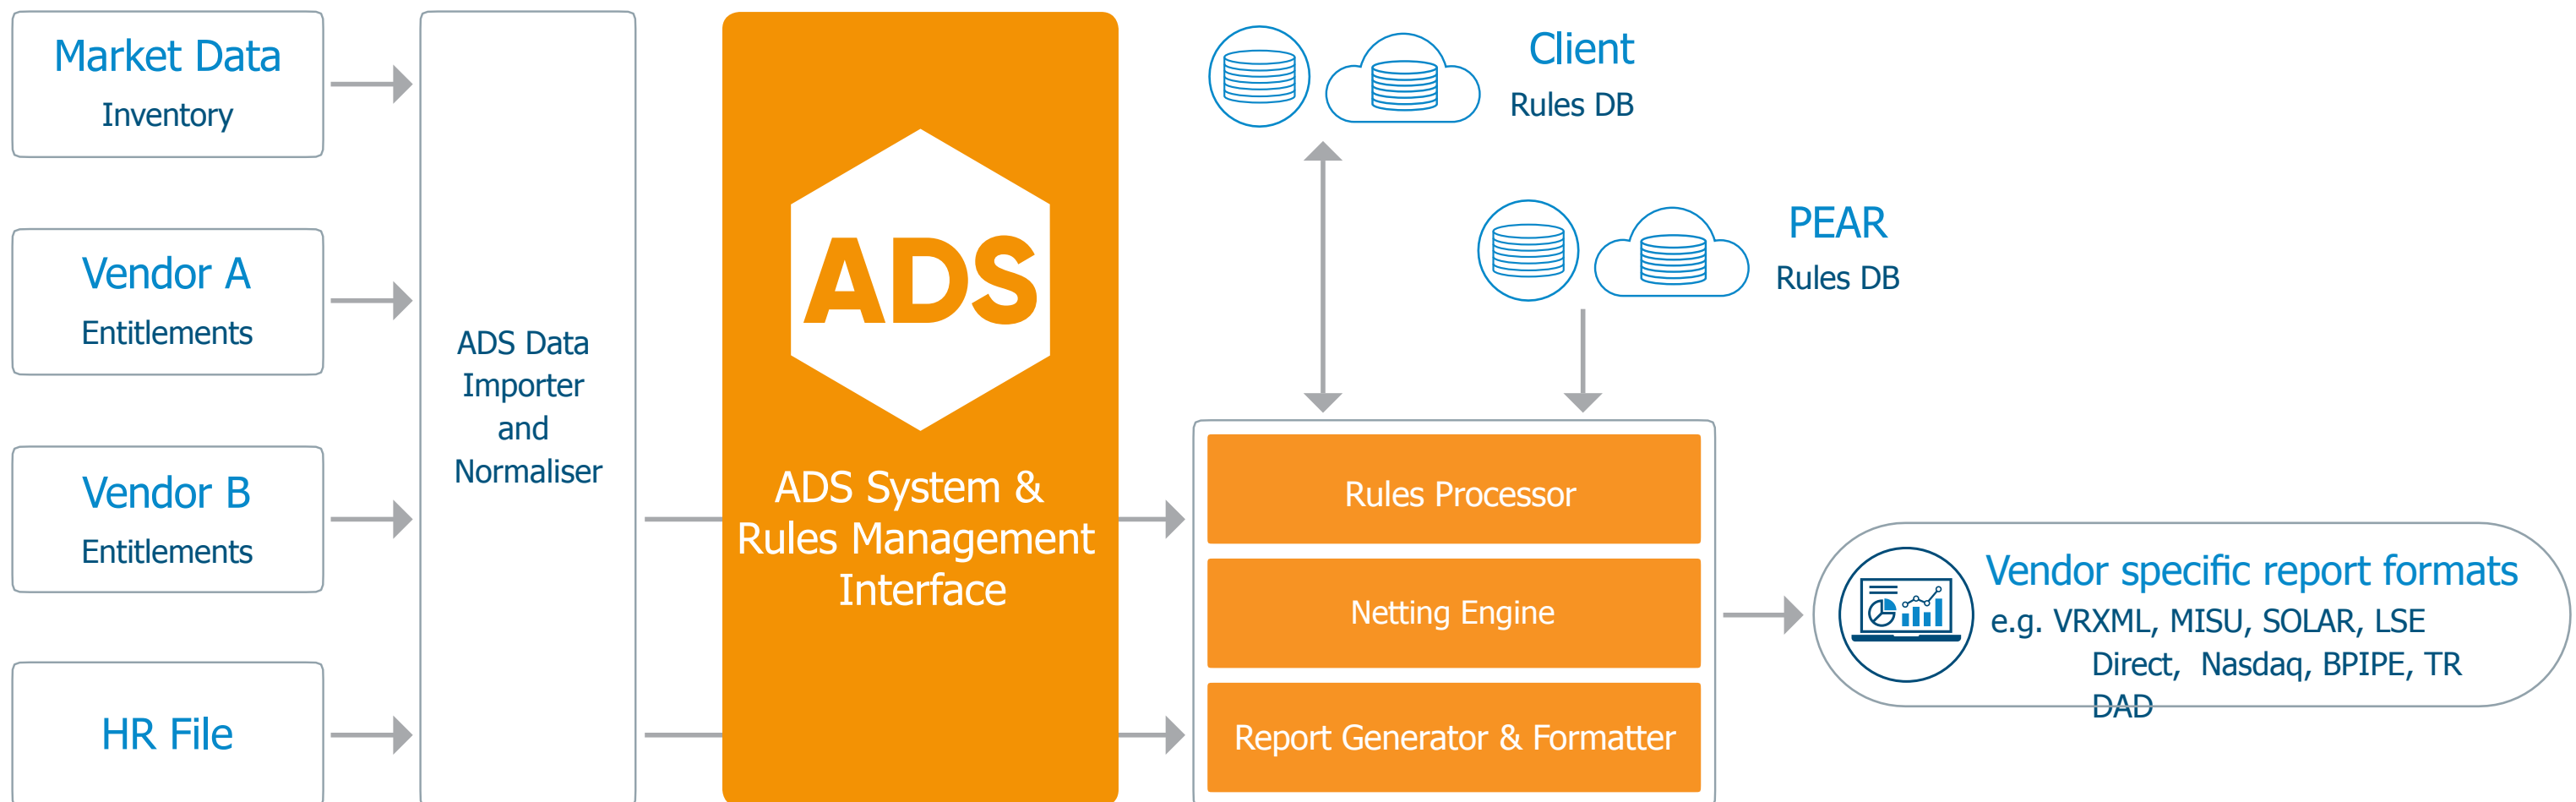 Market Data
Inventory
Vendor A
Entitlements
Vendor B
Entitlements
HR File
ADS Data
Importer
and
Normaliser
ADS
ADS System &
Rules Management
Interface
Client
Rules DB
PEAR
Rules DB
Rules Processor
Netting Engine
Report Generator & Formatter
Vendor specific report formats
e.g. VRXML, MISU, SOLAR, LSE
Direct, Nasdaq, BPIPE, TR
DAD